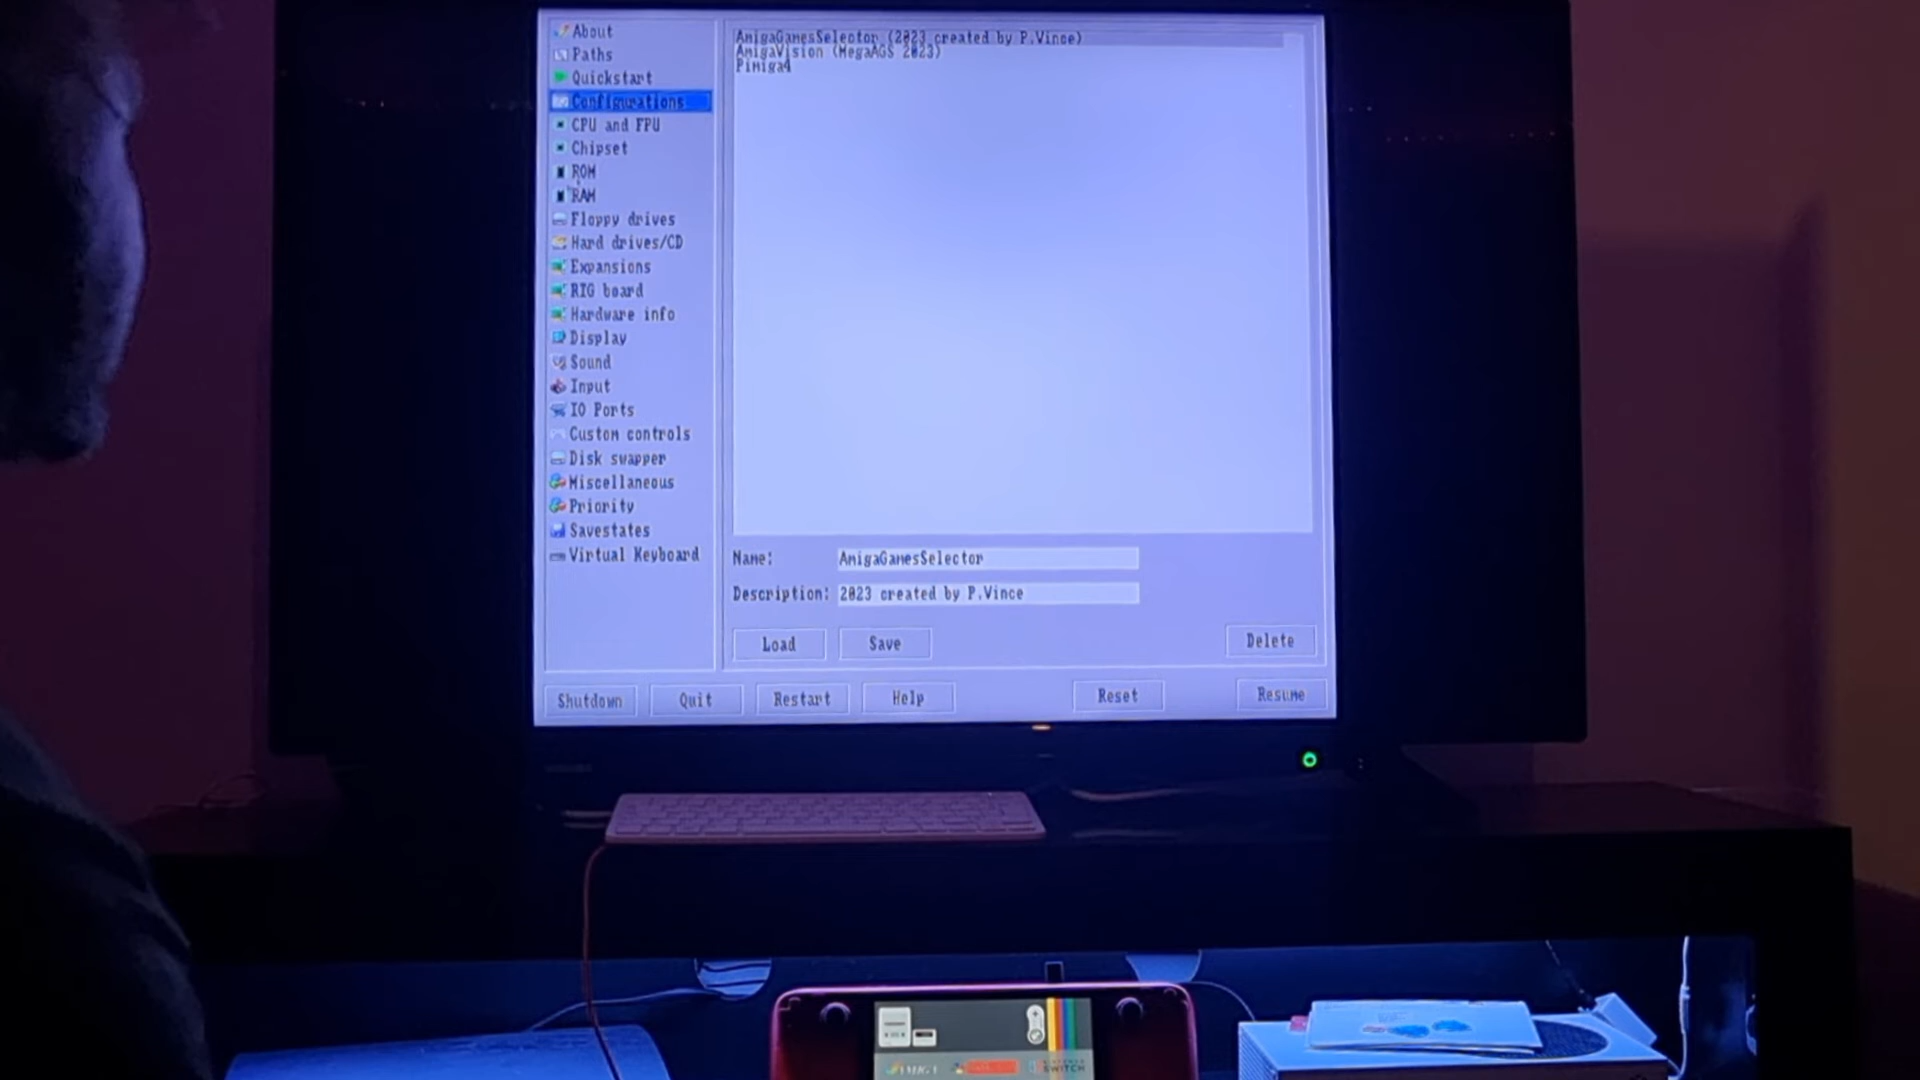 About
Paths
Quickstart
Configurations
CPU and FPU
Chipset
ROM
RAM
Floppy drives
Hard drives/CD
Expansions
RTG board
Hardware info
Display
Sound
Input
IO Ports
Custom controls
Disk swapper
Miscellaneous
Priority
Savestates
Virtual Keyboard
AmigaGamesSelector (2023 created by P.Vince)
AmigaVision (MegaAGS 2023)
Pimiga4
Name: AmigaGamesSelector
Description: 2023 created by P.Vince
Load Save Delete
Shutdown Quit Restart Help Reset Resume
AMIGA
SWITCH